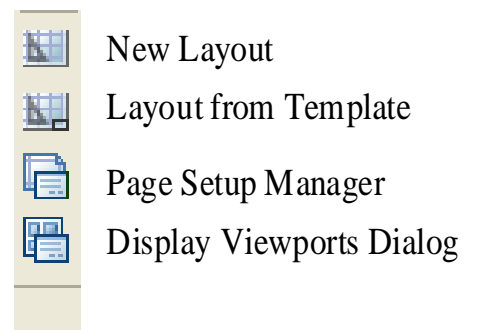 New Layout
Layout from Template
Page Setup Manager
Display Viewports Dialog